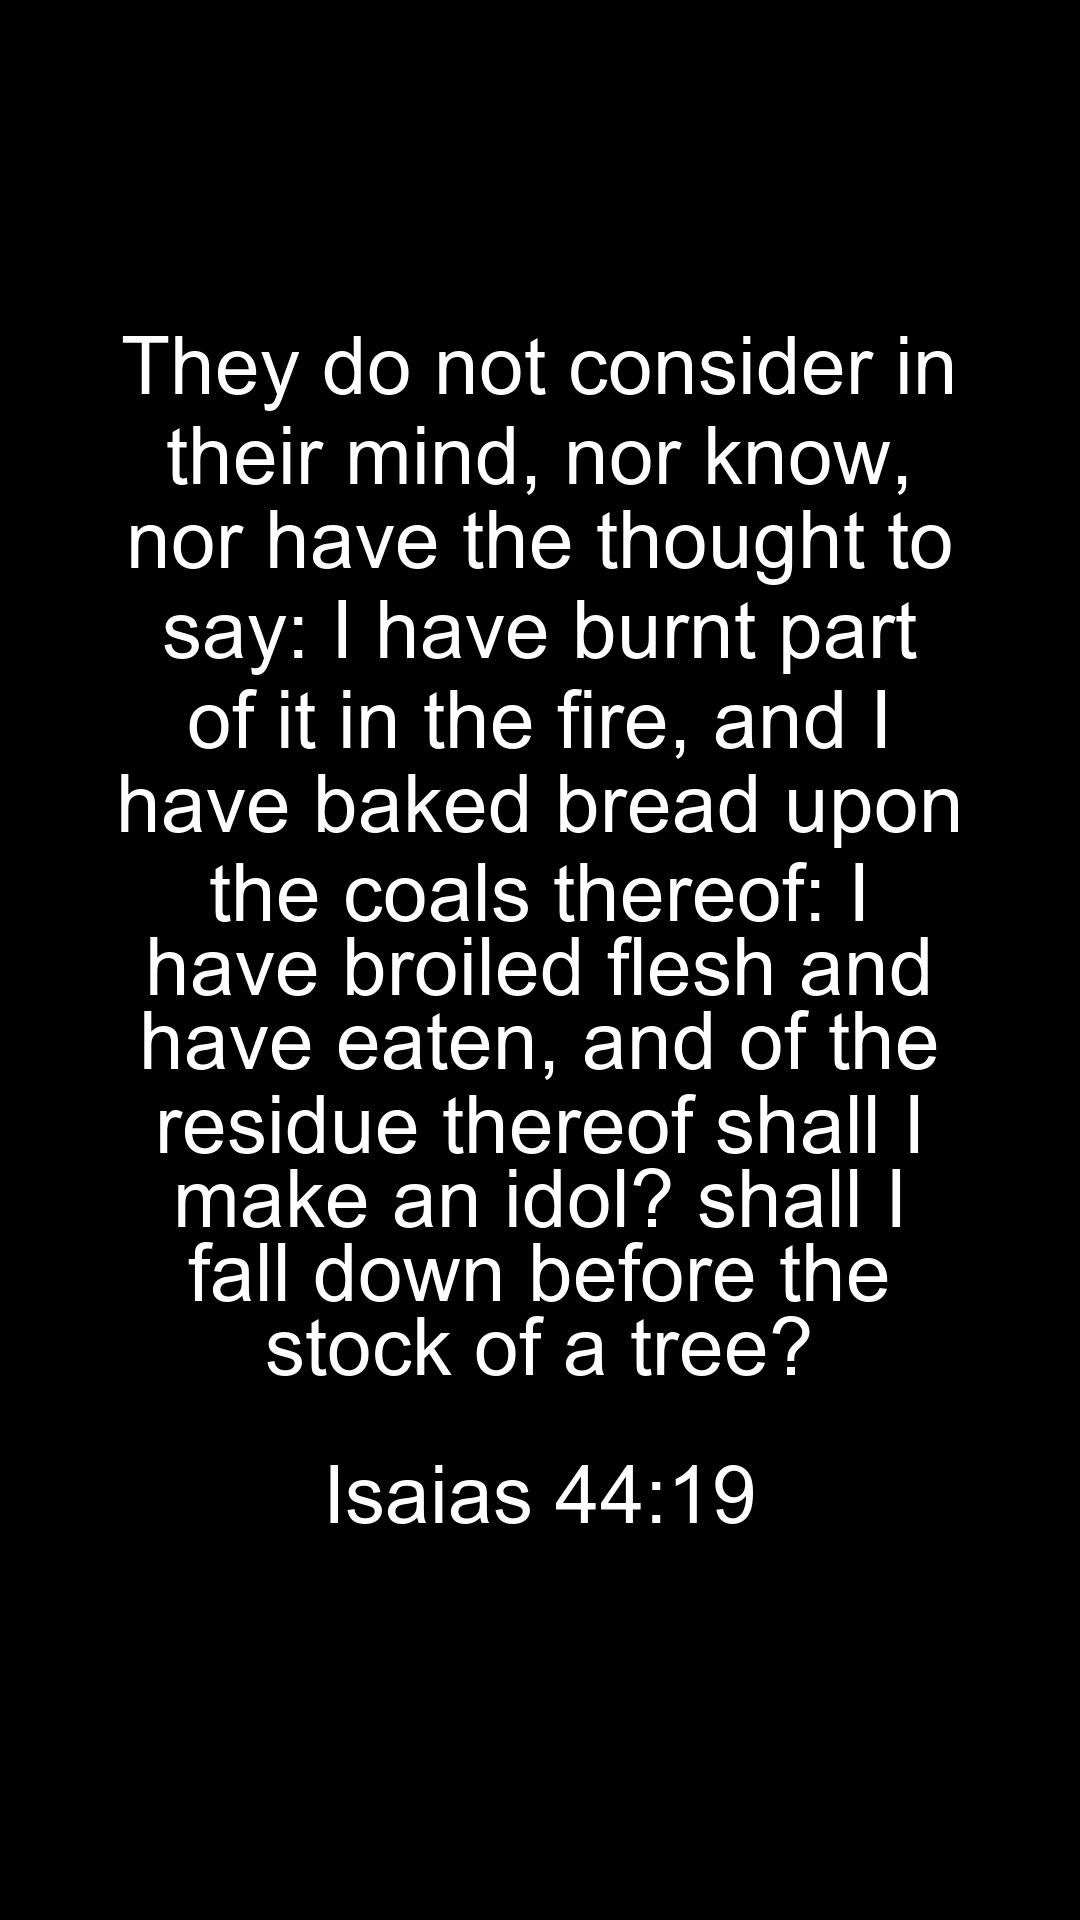 They do not consider in
their mind, nor know,
nor have the thought to
say: I have burnt part
of it in the fire, and I
have baked bread upon
the coals thereof: I
have broiled flesh and
have eaten, and of the
residue thereof shall I
make an idol? shall I
fall down before the
stock of a tree?
Isaias 44:19